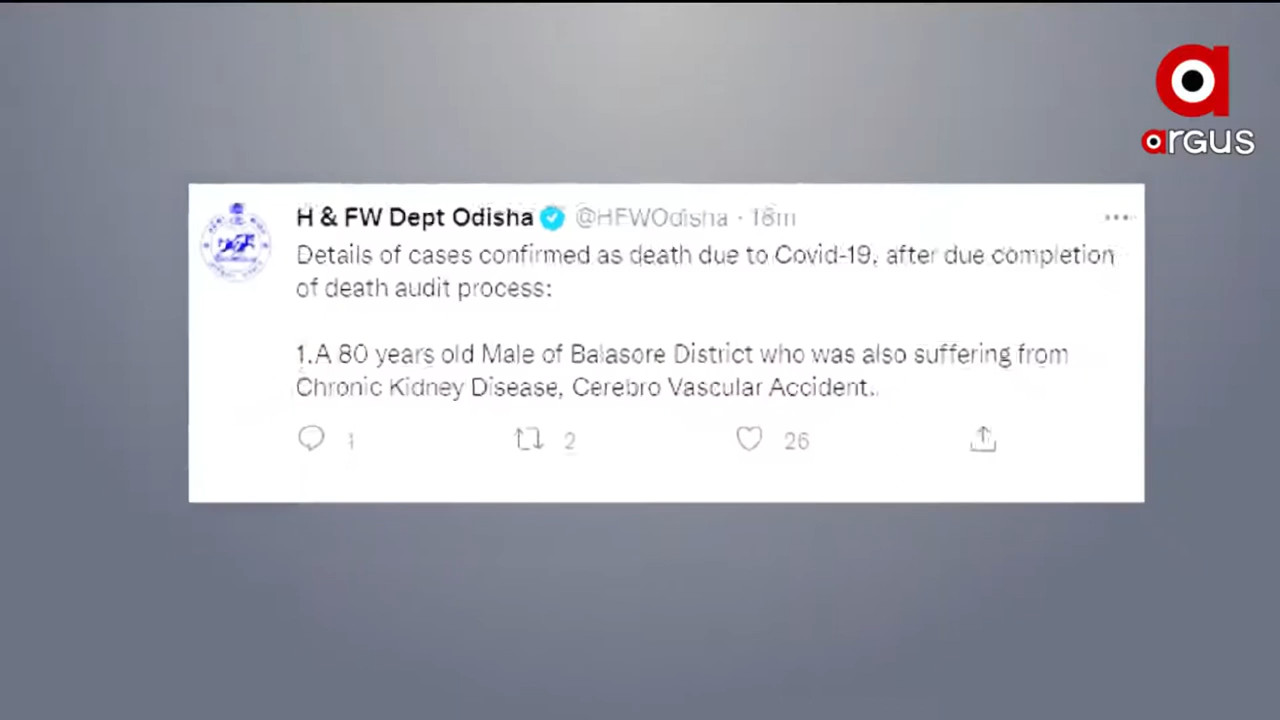 argus
H & FW Dept Odisha @HFWOdisha · 16m
Details of cases confirmed as death due to Covid-19, after due completion
of death audit process:
1.A 80 years old Male of Balasore District who was also suffering from
Chronic Kidney Disease, Cerebro Vascular Accident..
1 2 26